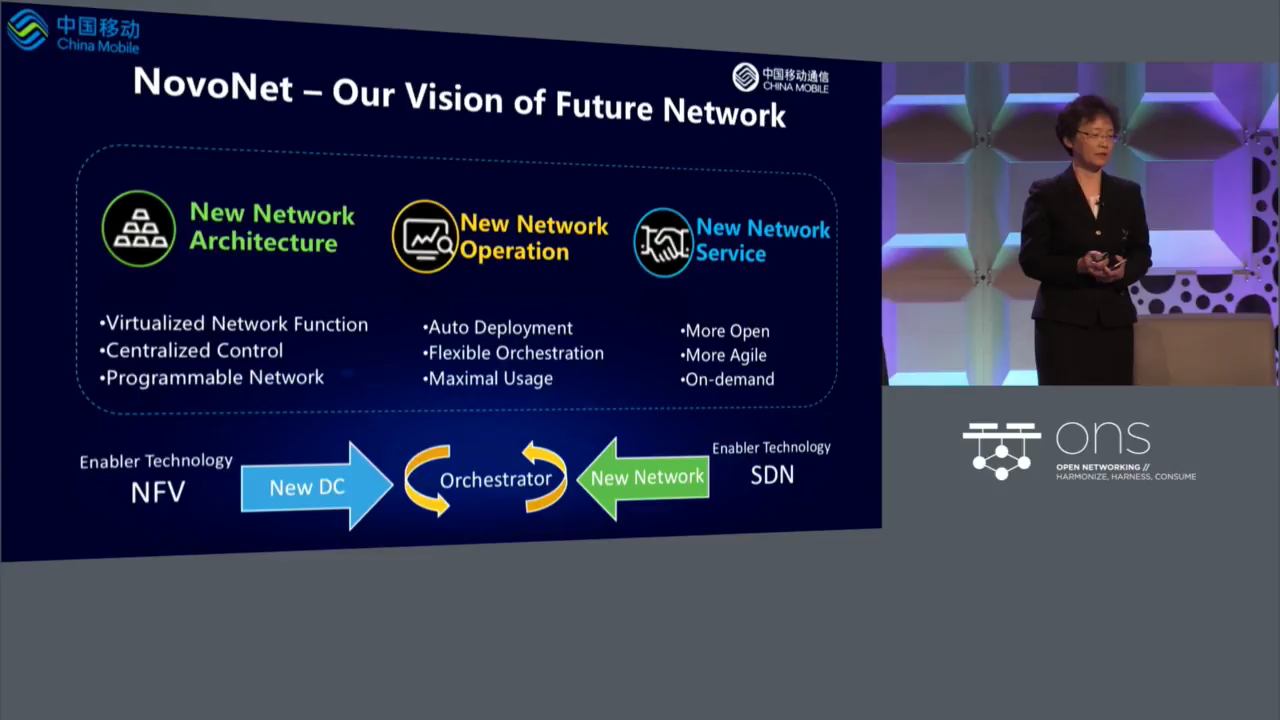 中国移动
China Mobile
中国移动通信
CHINA MOBILE
NovoNet – Our Vision of Future Network
New Network
Architecture
New Network
Operation
New Network
Service
•Virtualized Network Function
•Centralized Control
•Programmable Network
•Auto Deployment
•Flexible Orchestration
•Maximal Usage
•More Open
•More Agile
•On-demand
Enabler Technology
NFV
New DC
Orchestrator
New Network
Enabler Technology
SDN
ons
OPEN NETWORKING //
HARMONIZE, HARNESS, CONSUME